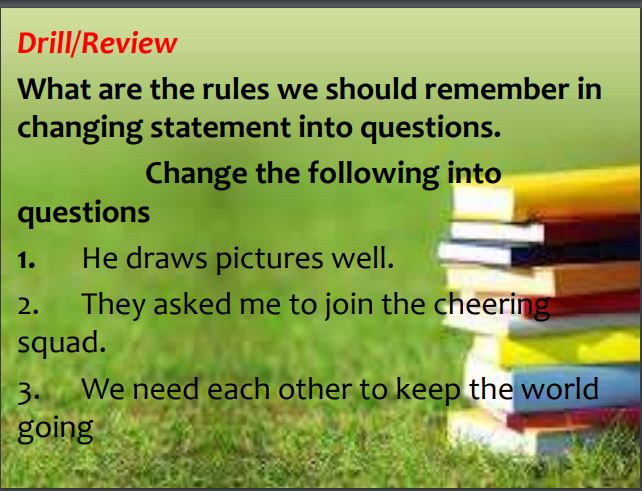 Drill/Review
What are the rules we should remember in
changing statement into questions.
Change the following into
questions
1. He draws pictures well.
2. They asked me to join the cheering
squad.
3. We need each other to keep the world
going